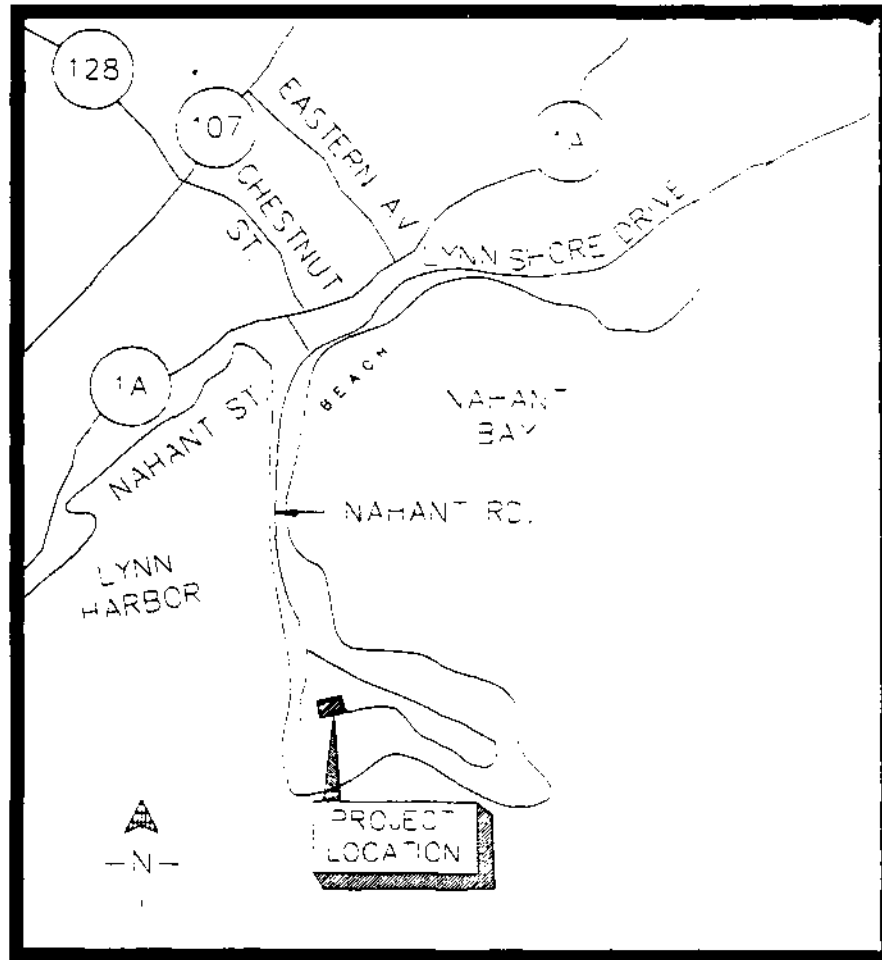 128
107
EASTERN AV
1A
CHESTNUT
ST.
LYNN SHORE DRIVE
1A
BEACH
NAHANT
BAY
NAHANT ST.
NAHANT RD.
LYNN
HARBOR
PROJECT
LOCATION
-N-